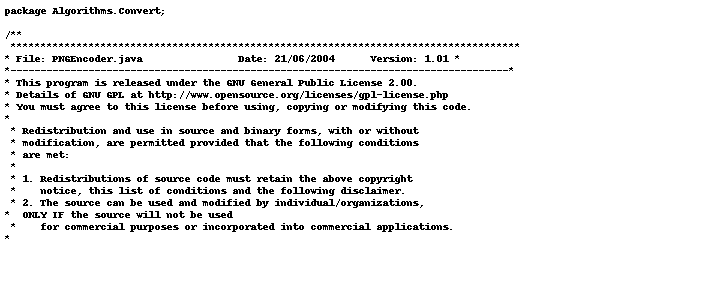 package Algorithms.Convert;

/**
 *************************************************************************************
* File: PNGEncoder.java                Date: 21/06/2004      Version: 1.01 *
*-----------------------------------------------------------------------------------*
* This program is released under the GNU General Public License 2.00.
* Details of GNU GPL at http://www.opensource.org/licenses/gpl-license.php
* You must agree to this license before using, copying or modifying this code.
*
 * Redistribution and use in source and binary forms, with or without
 * modification, are permitted provided that the following conditions
 * are met:
 *
 * 1. Redistributions of source code must retain the above copyright
 *    notice, this list of conditions and the following disclaimer.
 * 2. The source can be used and modified by individual/organizations,
*  ONLY IF the source will not be used
 *    for commercial purposes or incorporated into commercial applications.
*